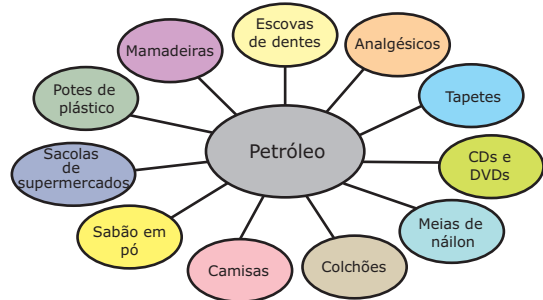 Escovas
de dentes
Analgésicos
Tapetes
CDs e
DVDs
Meias de
náilon
Colchões
Camisas
Sabão em
pó
Sacolas
de
supermercados
Potes de
plástico
Mamadeiras
Petróleo